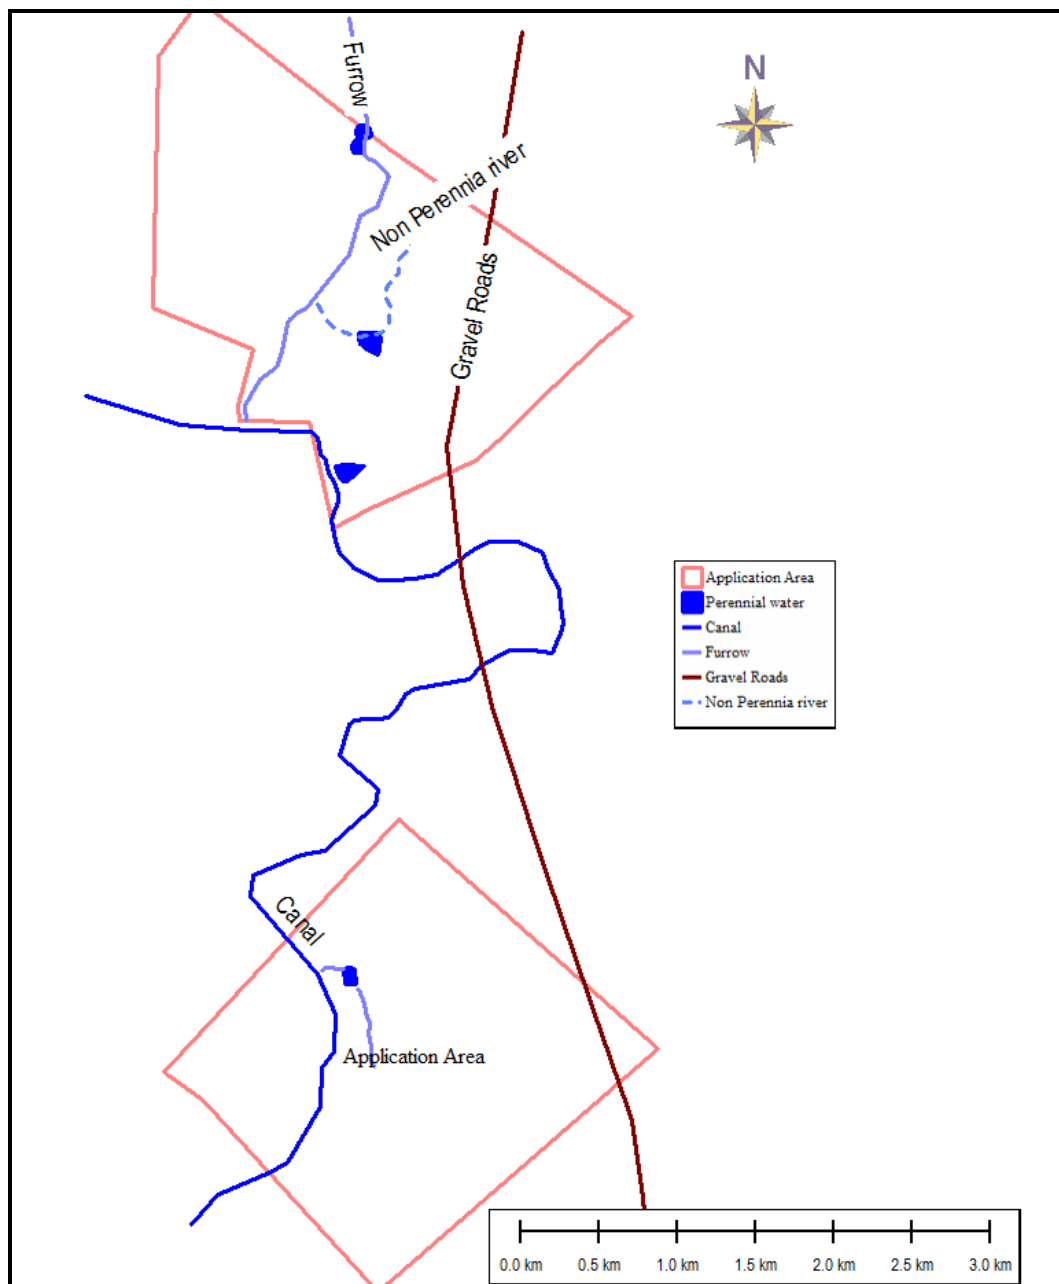 Furrow
N
Non Perennia river
Gravel Roads
Application Area
Perennial water
Canal
Furrow
Gravel Roads
Non Perennia river
Canal
Application Area
0.0 km 0.5 km 1.0 km 1.5 km 2.0 km 2.5 km 3.0 km